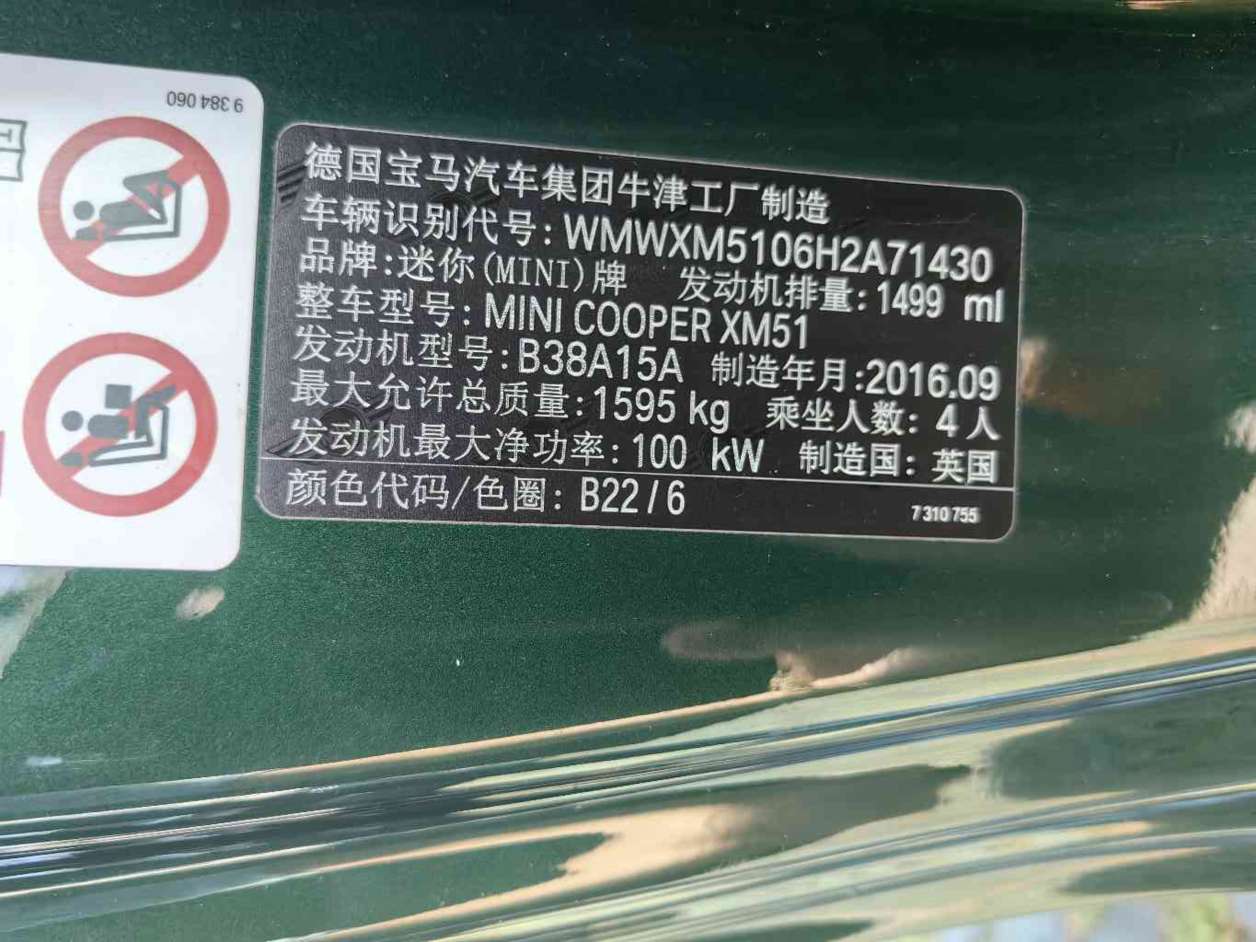 9 384 060
德国宝马汽车集团牛津工厂制造
车辆识别代号：WMWXM5106H2A71430
品牌：迷你(MINI)牌 发动机排量：1499 ml
整车型号：MINI COOPER XM51
发动机型号：B38A15A 制造年月：2016.09
最大允许总质量：1595 kg 乘坐人数：4人
发动机最大净功率：100 kW 制造国：英国
颜色代码/色圈：B22/6
7 310 755